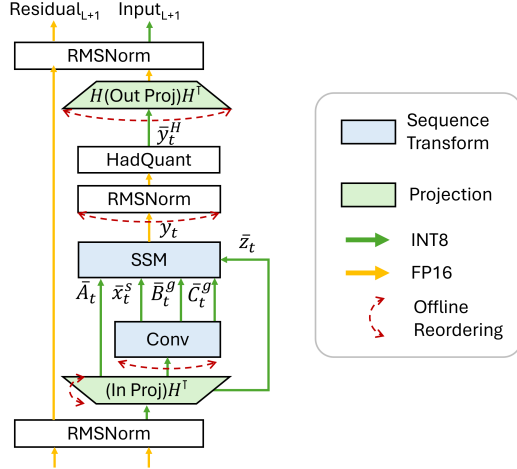 Residual_{L+1} Input_{L+1}
RMSNorm
H(Out Proj)H^⊤
ȳ_t^H
HadQuant
RMSNorm
y_t
z̄_t
SSM
Ā_t x̄_t^s B̄_t^g C̄_t^g
Conv
(In Proj)H^⊤
RMSNorm
Sequence
Transform
Projection
INT8
FP16
Offline
Reordering